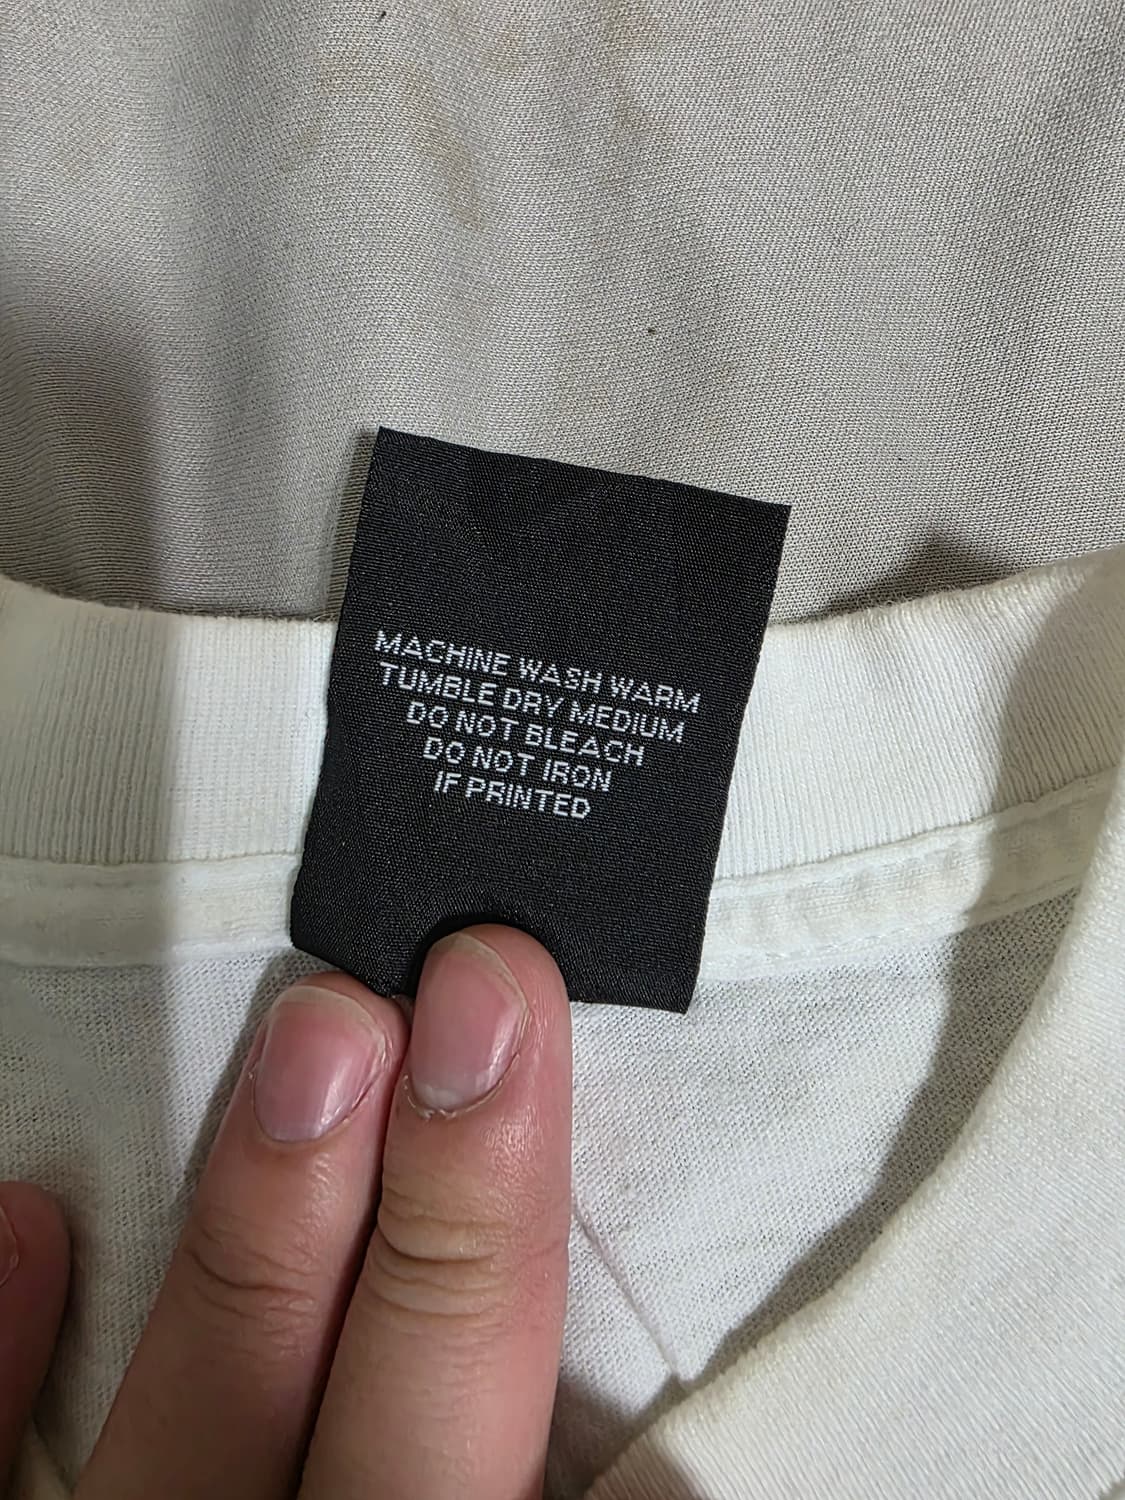 MACHINE WASH WARM
TUMBLE DRY MEDIUM
DO NOT BLEACH
DO NOT IRON
IF PRINTED